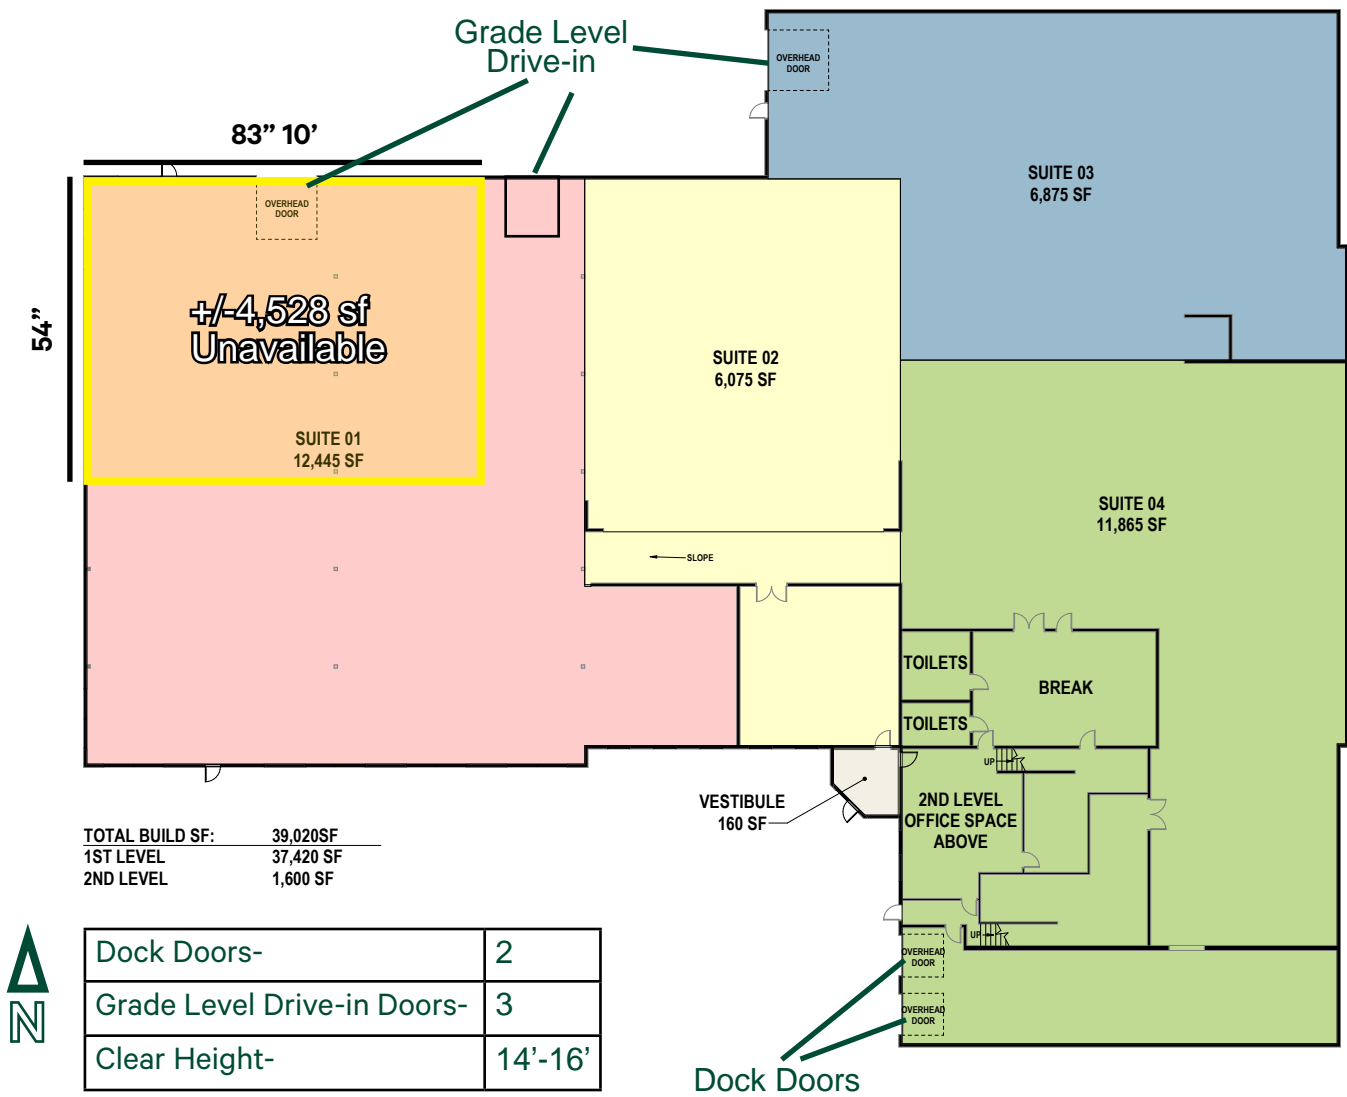 Grade Level
Drive-in
OVERHEAD
DOOR
83” 10’
SUITE 03
6,875 SF
OVERHEAD
DOOR
54”
+/-4,528 sf
Unavailable
SUITE 02
6,075 SF
SUITE 01
12,445 SF
SUITE 04
11,865 SF
SLOPE
TOILETS
BREAK
TOILETS
UP
VESTIBULE
160 SF
2ND LEVEL
OFFICE SPACE
ABOVE
TOTAL BUILD SF: 39,020SF
1ST LEVEL 37,420 SF
2ND LEVEL 1,600 SF
UP
Dock Doors- 2
OVERHEAD
DOOR
Grade Level Drive-in Doors- 3
OVERHEAD
DOOR
N
Clear Height- 14’-16’
Dock Doors